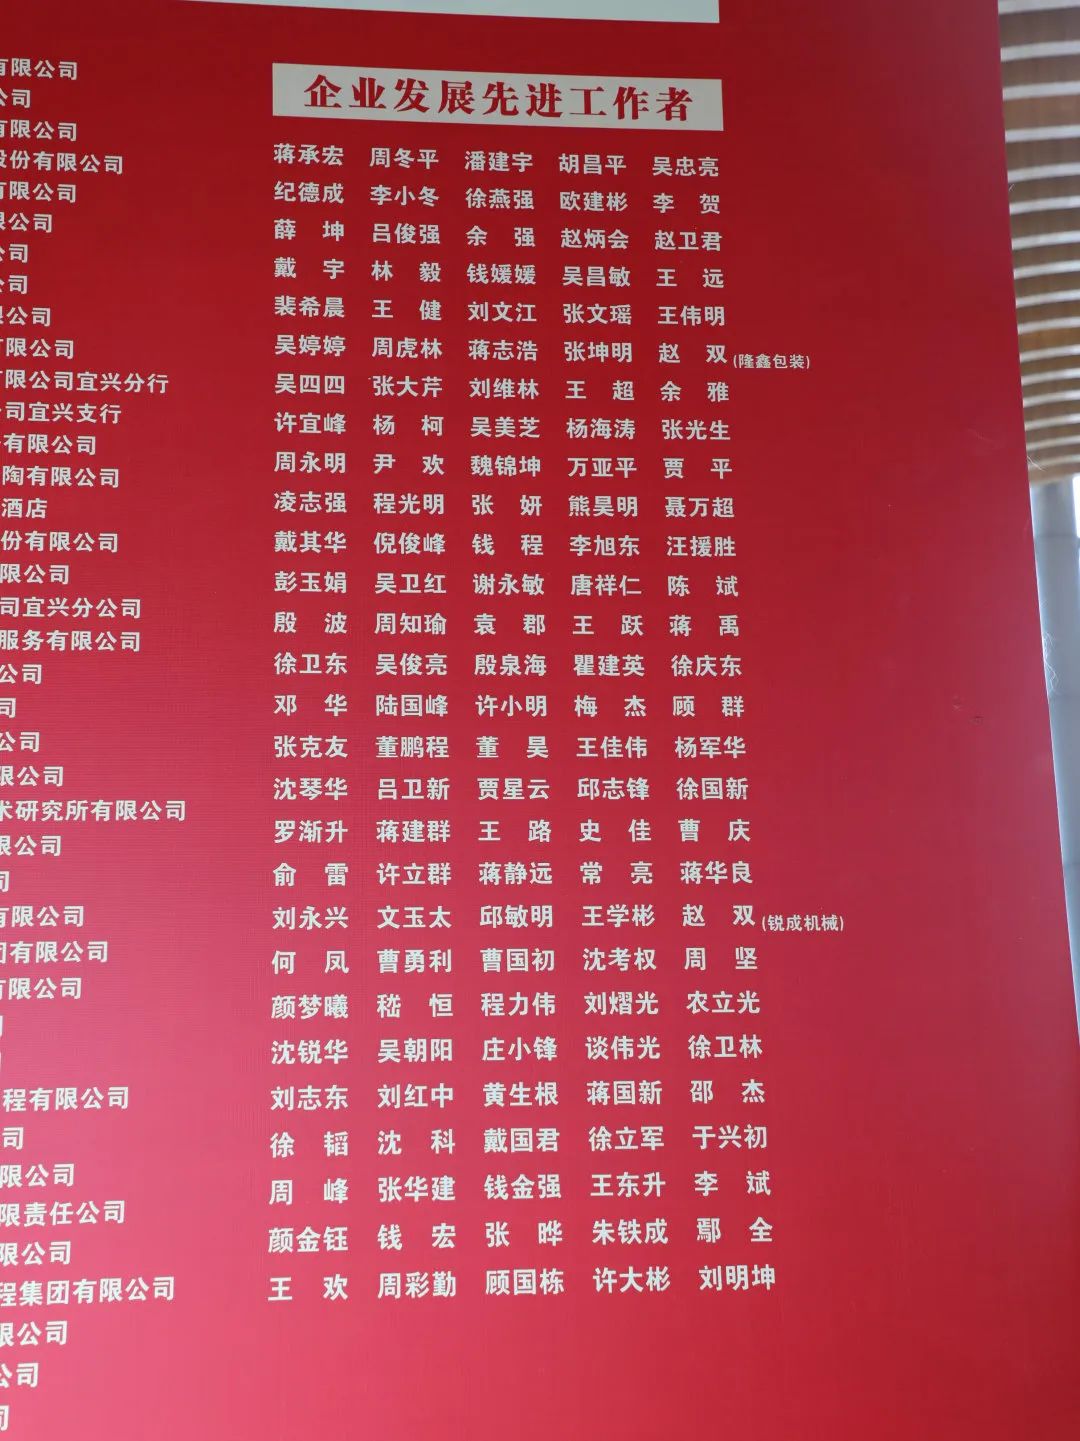 有限公司
公司
有限公司
股份有限公司
有限公司
限公司
公司
公司
限公司
有限公司
有限公司宜兴分行
公司宜兴支行
有限公司
陶有限公司
酒店
份有限公司
限公司
司宜兴分公司
服务有限公司
公司
司
公司
限公司
术研究所有限公司
限公司
司
有限公司
团有限公司
有限公司
司
程有限公司
司
限公司
限责任公司
限公司
程集团有限公司
限公司
公司
司
企业发展先进工作者
蒋承宏 周冬平 潘建宇 胡昌平 吴忠亮
纪德成 李小冬 徐燕强 欧建彬 李 贺
薛 坤 吕俊强 余 强 赵炳会 赵卫君
戴 宇 林 毅 钱媛媛 吴昌敏 王 远
裴希晨 王 健 刘文江 张文瑶 王伟明
吴婷婷 周虎林 蒋志浩 张坤明 赵 双(隆鑫包装)
吴四四 张大芹 刘维林 王 超 余 雅
许宜峰 杨 柯 吴美芝 杨海涛 张光生
周永明 尹 欢 魏锦坤 万亚平 贾 平
凌志强 程光明 张 妍 熊昊明 聂万超
戴其华 倪俊峰 钱 程 李旭东 汪援胜
彭玉娟 吴卫红 谢永敏 唐祥仁 陈 斌
殷 波 周知瑜 袁 郡 王 跃 蒋 禹
徐卫东 吴俊亮 殷泉海 瞿建英 徐庆东
邓 华 陆国峰 许小明 梅 杰 顾 群
张克友 董鹏程 董 昊 王佳伟 杨军华
沈琴华 吕卫新 贾星云 邱志锋 徐国新
罗渐升 蒋建群 王 路 史 佳 曹 庆
俞 雷 许立群 蒋静远 常 亮 蒋华良
刘永兴 文玉太 邱敏明 王学彬 赵 双(锐成机械)
何 凤 曹勇利 曹国初 沈考权 周 坚
颜梦曦 嵇 恒 程力伟 刘熠光 农立光
沈锐华 吴朝阳 庄小锋 谈伟光 徐卫林
刘志东 刘红中 黄生根 蒋国新 邵 杰
徐 韬 沈 科 戴国君 徐立军 于兴初
周 峰 张华建 钱金强 王东升 李 斌
颜金钰 钱 宏 张 晔 朱铁成 鄢 全
王 欢 周彩勤 顾国栋 许大彬 刘明坤